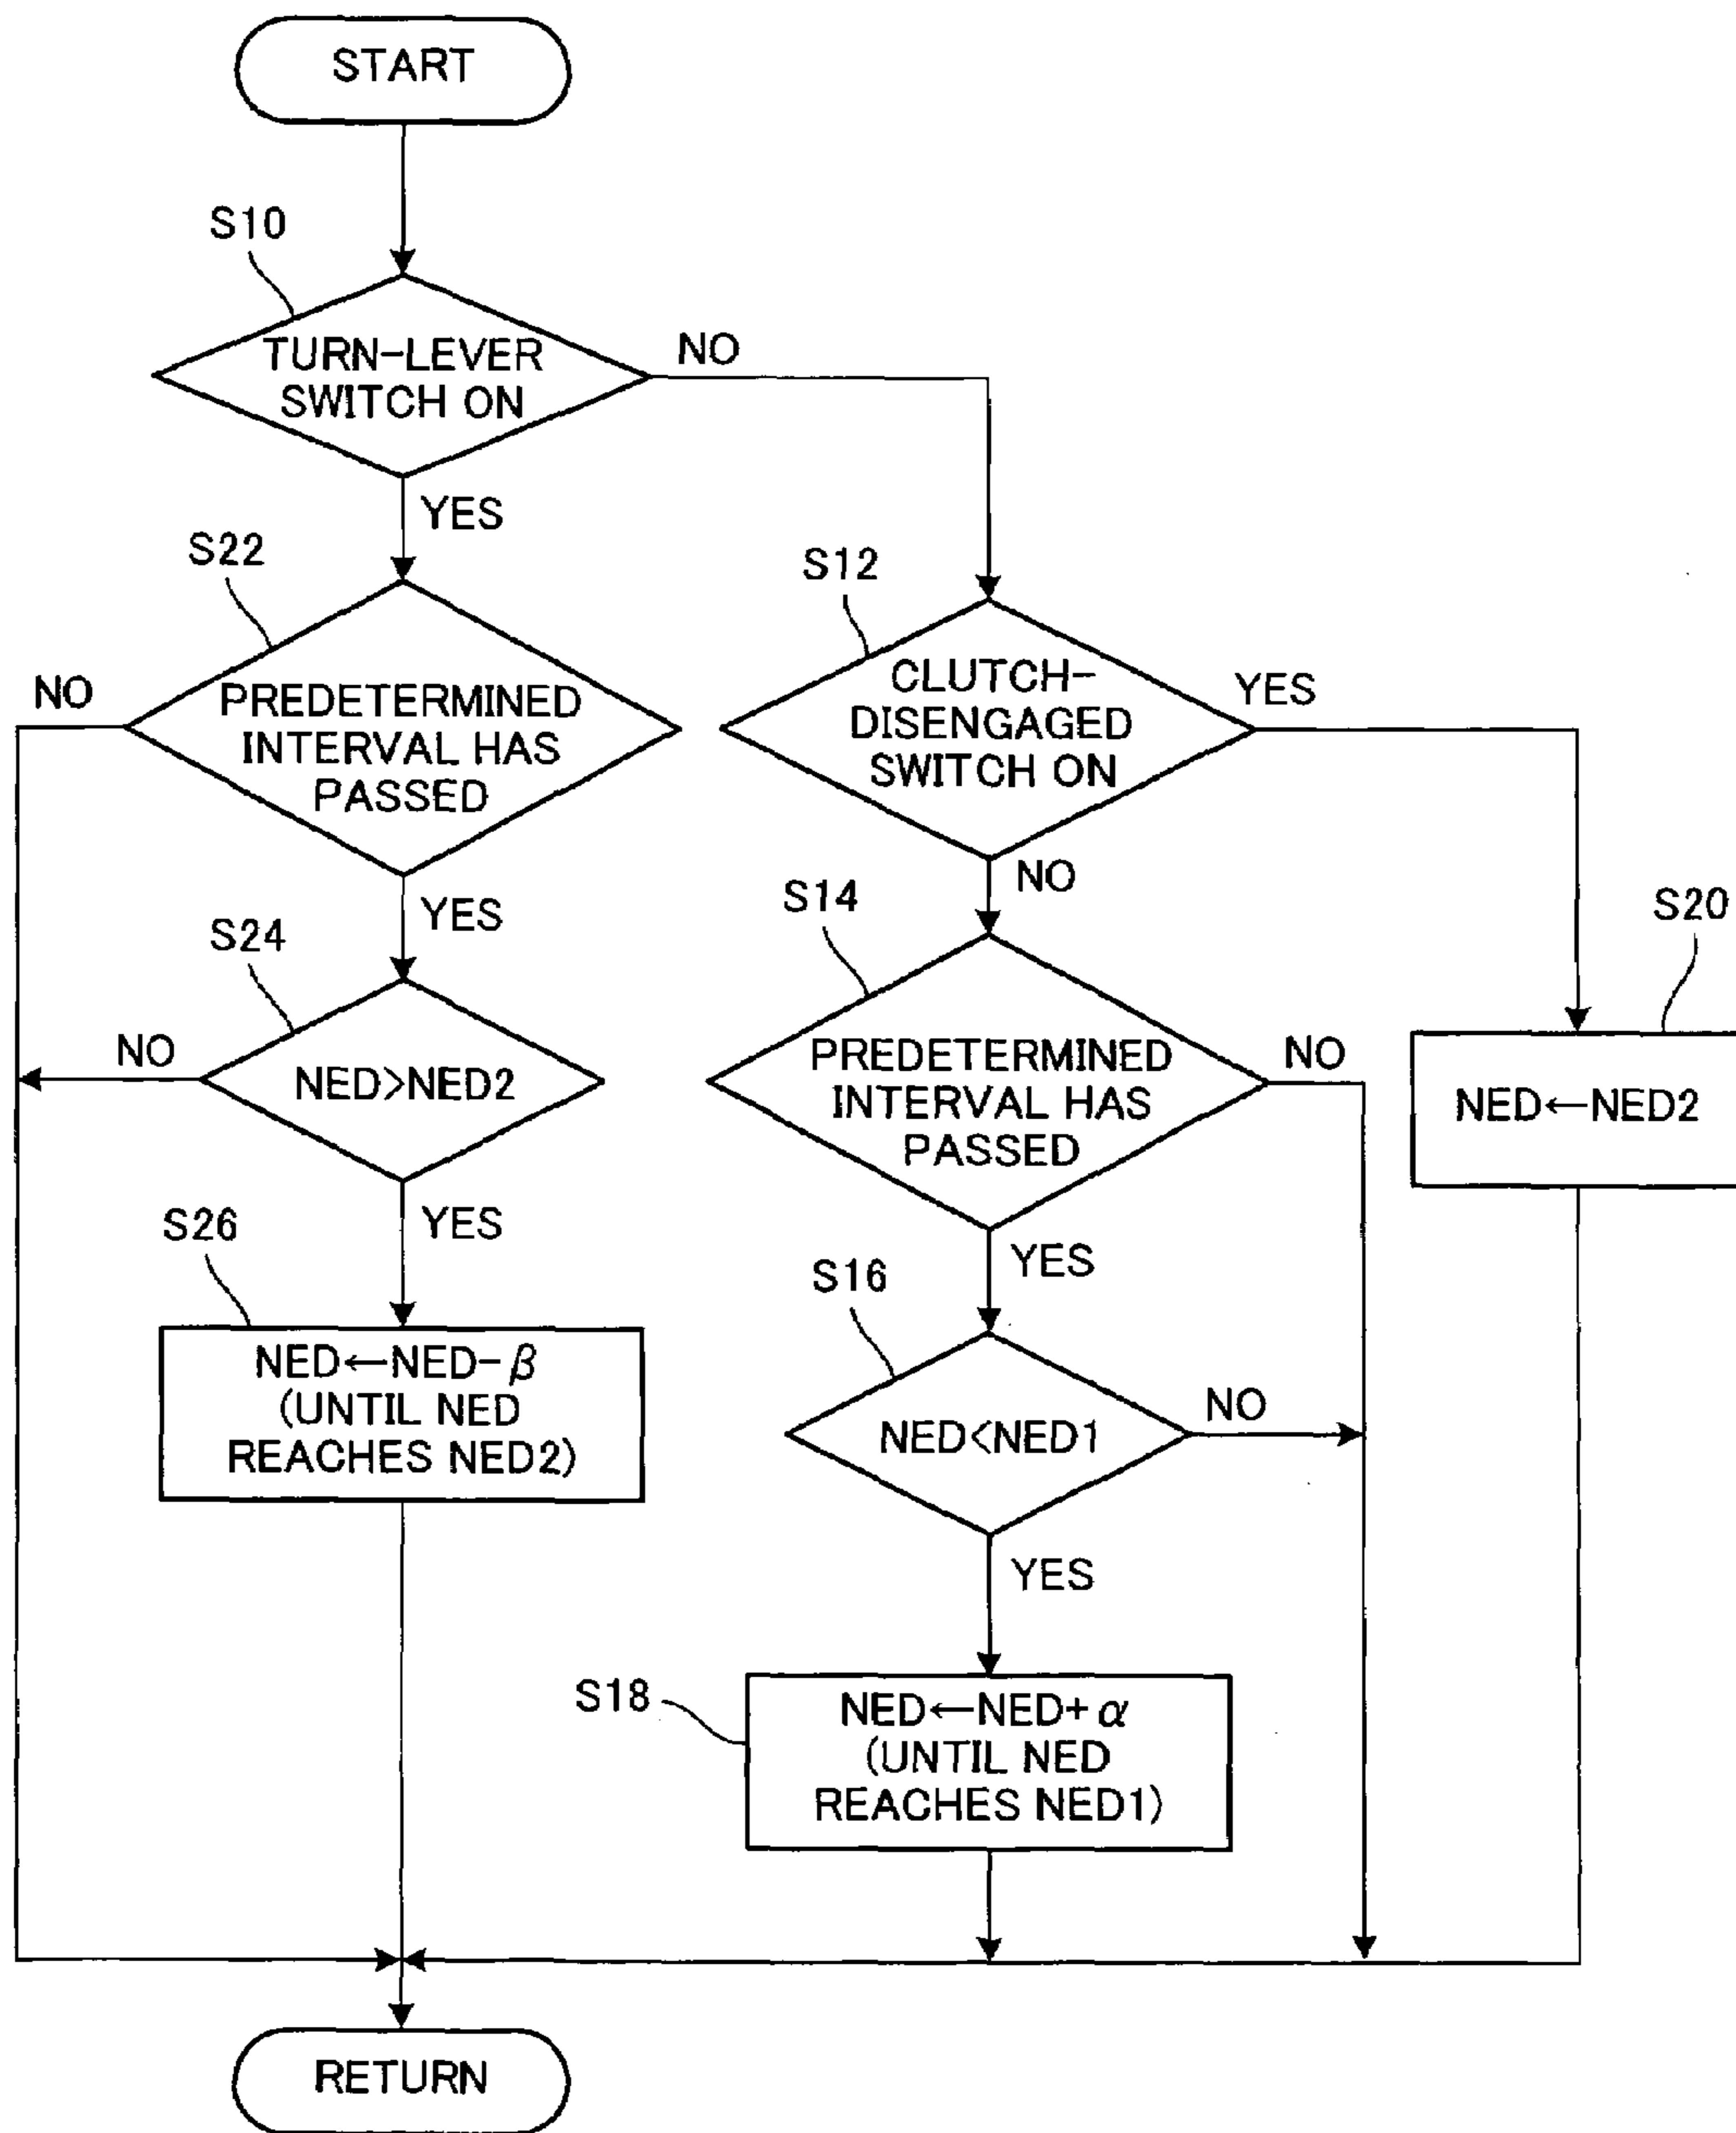 START
S10
TURN-LEVER
SWITCH ON
NO
YES
S22
PREDETERMINED
INTERVAL HAS
PASSED
NO
YES
S12
CLUTCH-
DISENGAGED
SWITCH ON
YES
NO
S24
NED>NED2
NO
YES
S14
PREDETERMINED
INTERVAL HAS
PASSED
NO
YES
S20
NED←NED2
S26
NED←NED-β
(UNTIL NED
REACHES NED2)
S16
NED<NED1
NO
YES
S18
NED←NED+α
(UNTIL NED
REACHES NED1)
RETURN